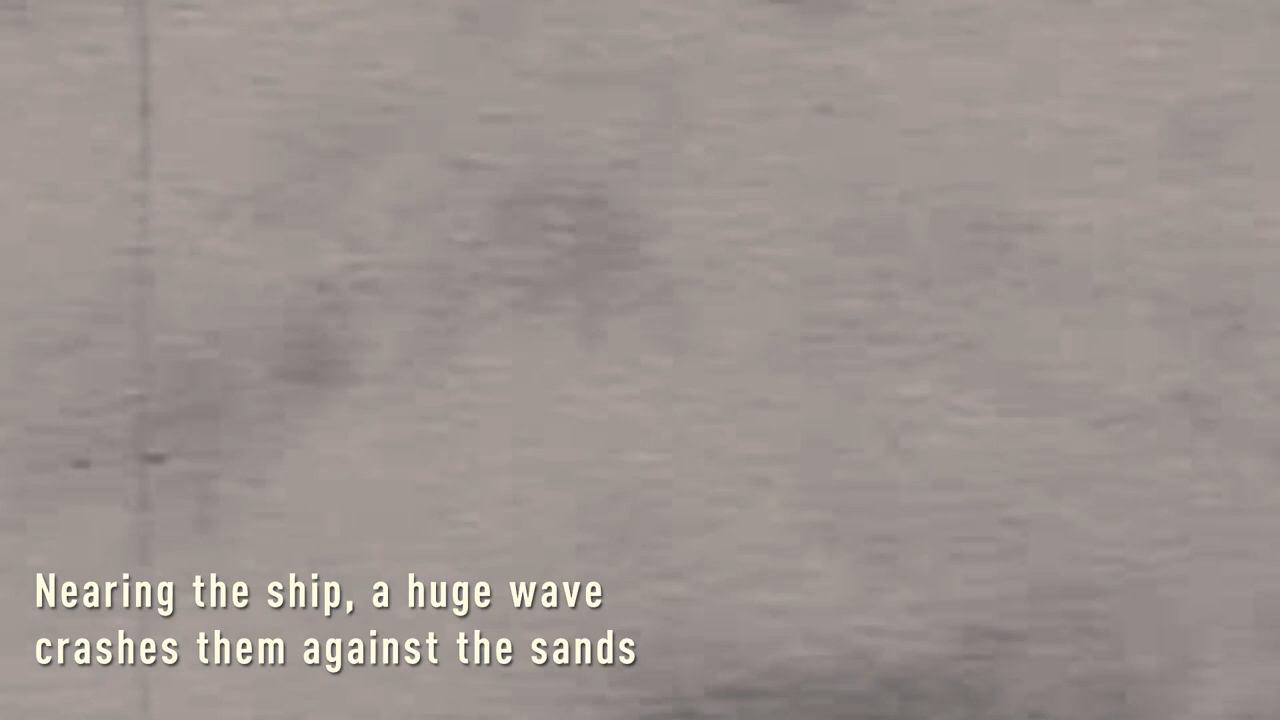 Nearing the ship, a huge wave
crashes them against the sands